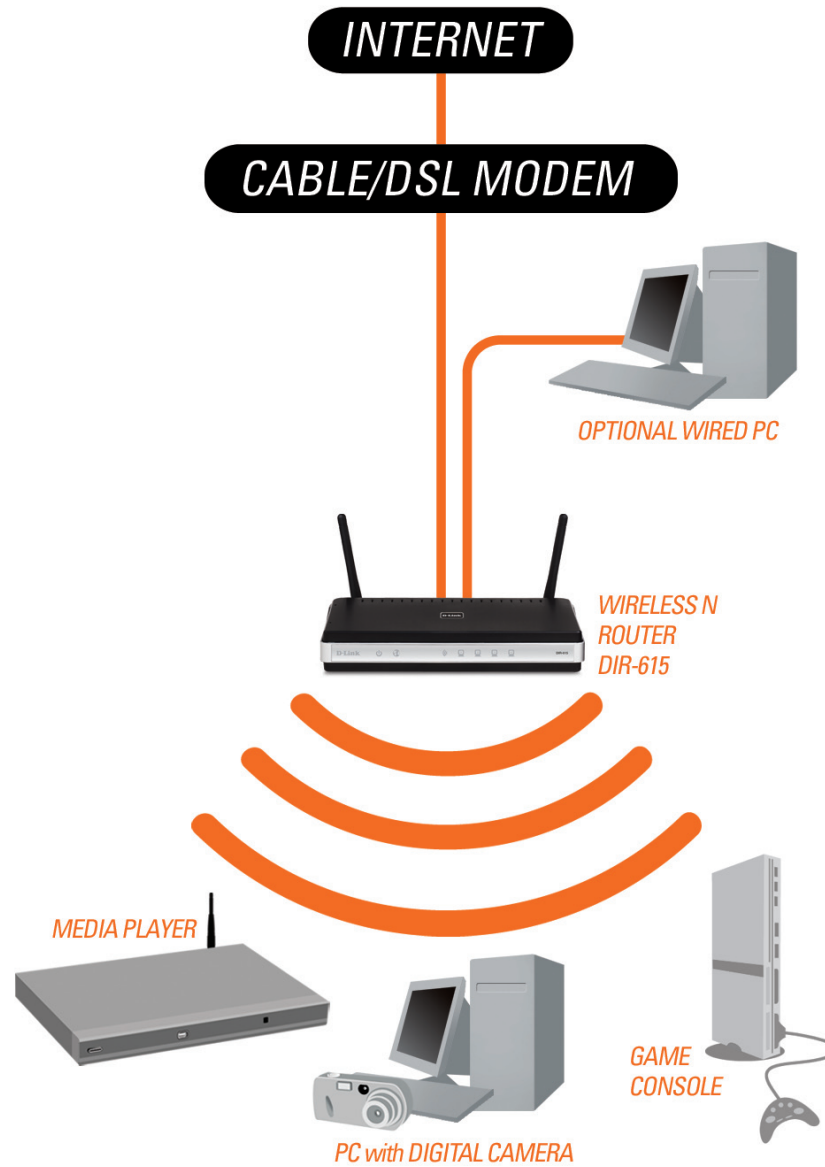 INTERNET
CABLE/DSL MODEM
OPTIONAL WIRED PC
WIRELESS N
ROUTER
DIR-615
D-Link
D-Link
MEDIA PLAYER
GAME
CONSOLE
PC with DIGITAL CAMERA